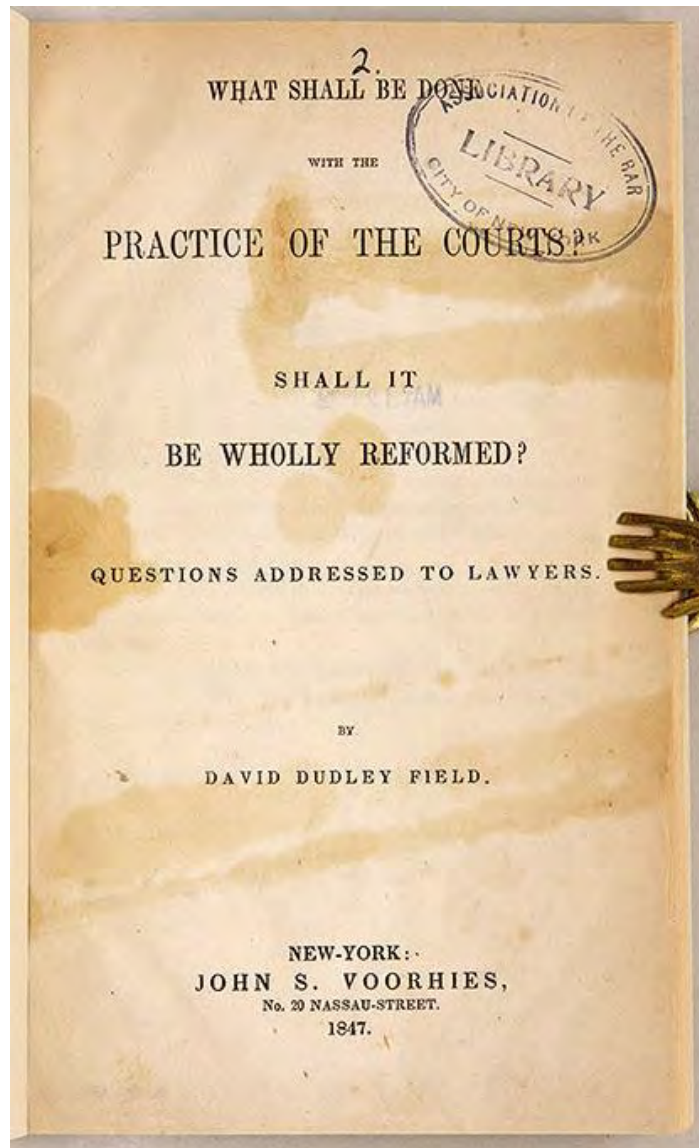 2.
WHAT SHALL BE DONE
WITH THE
PRACTICE OF THE COURTS?
SHALL IT
BE WHOLLY REFORMED?
QUESTIONS ADDRESSED TO LAWYERS.
BY
DAVID DUDLEY FIELD.
NEW-YORK:
JOHN S. VOORHIES,
No. 20 NASSAU-STREET.
1847.
ASSOCIATION OF THE BAR
LIBRARY
CITY OF NEW YORK